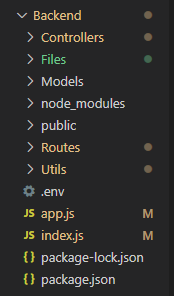 Backend
Controllers
Files
Models
node_modules
public
Routes
Utils
.env
JS app.js M
JS index.js M
{} package-lock.json
{} package.json